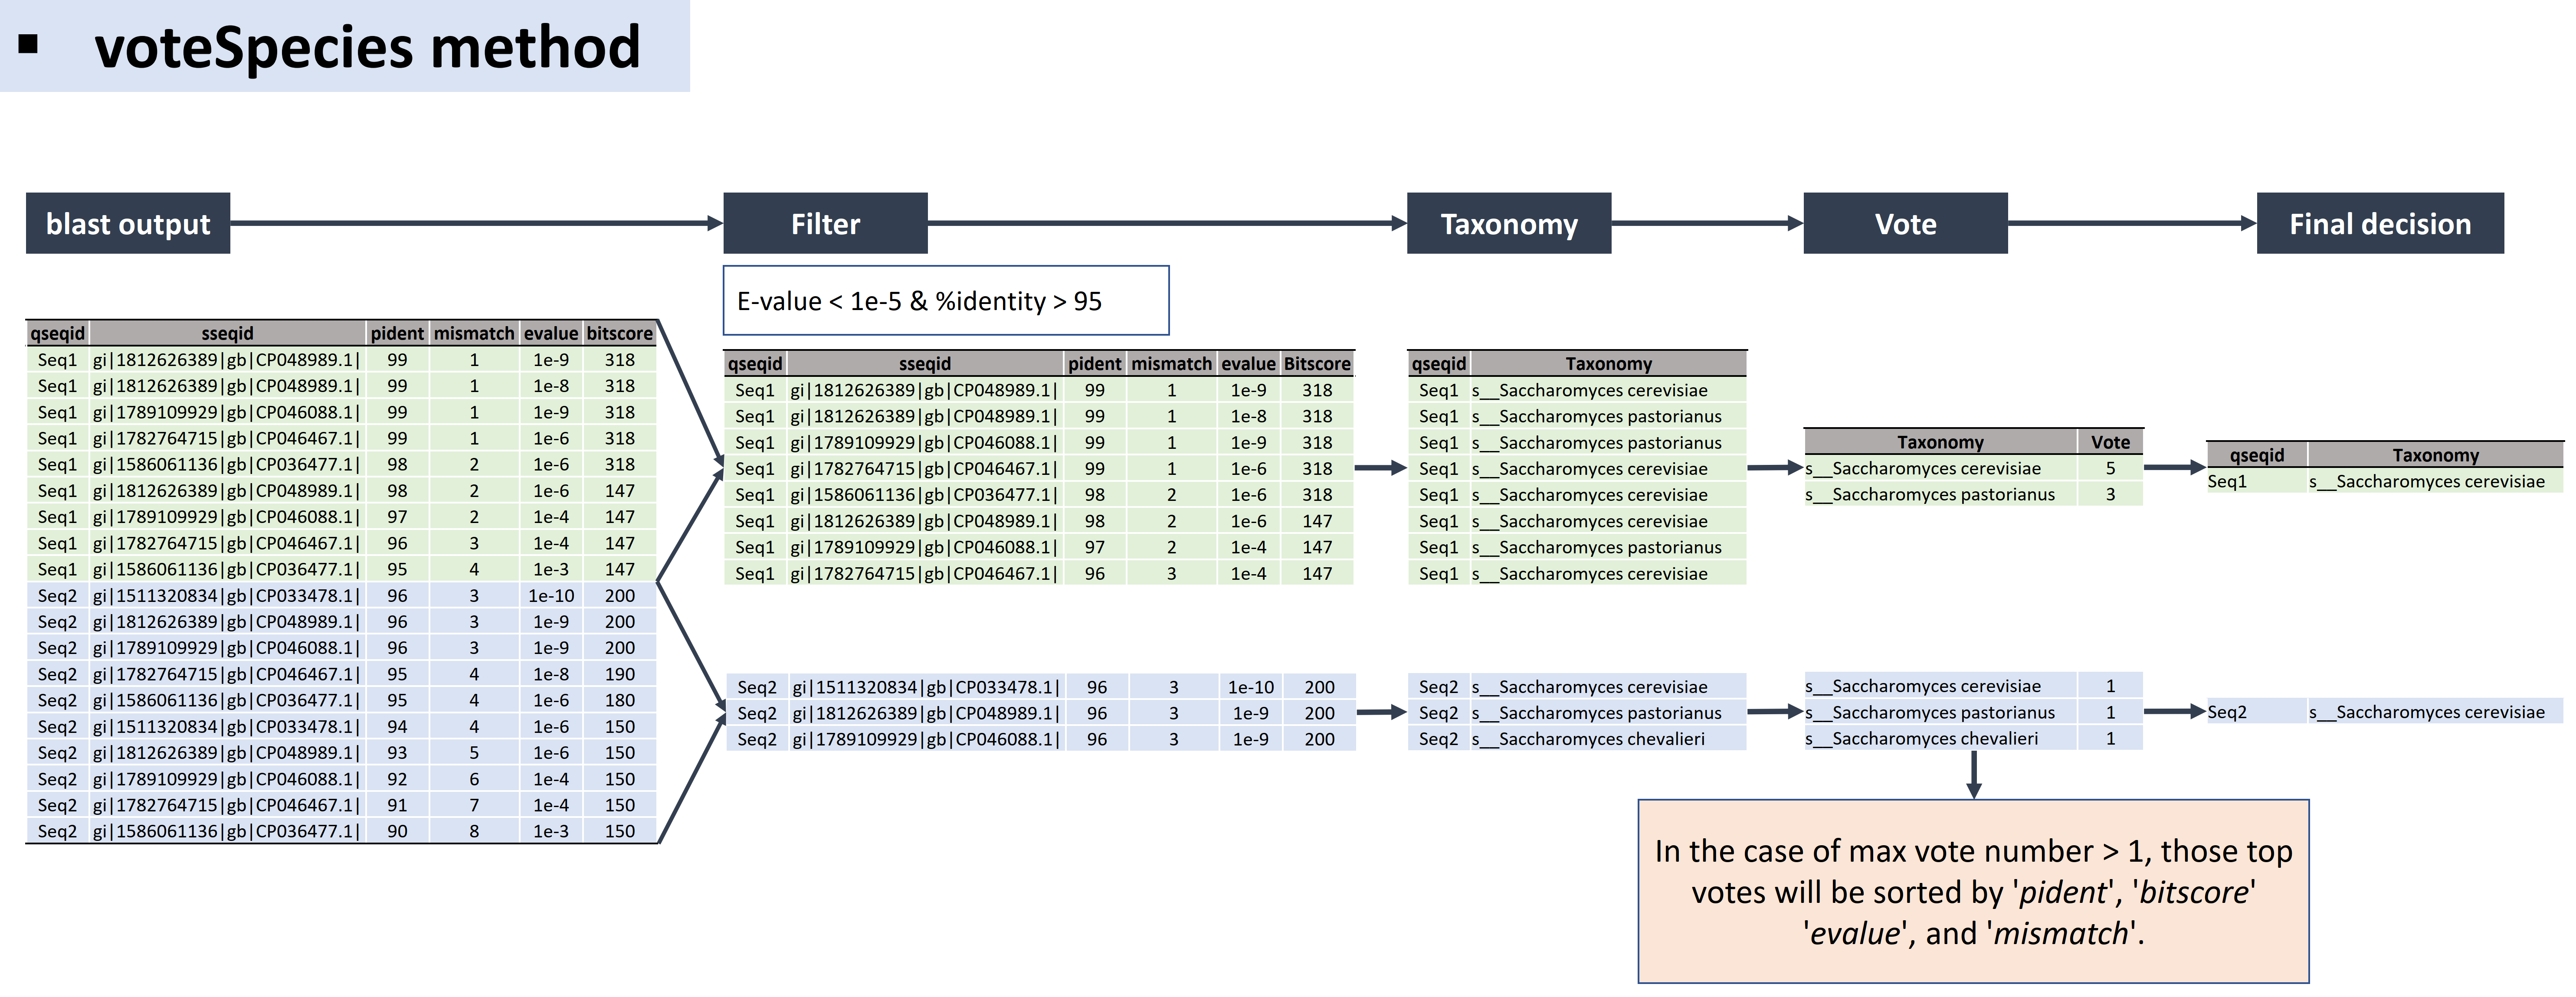 ▪ voteSpecies method
blast output
Filter
Taxonomy
Vote
Final decision
E-value < 1e-5 & %identity > 95
qseqid sseqid pident mismatch evalue bitscore
Seq1 gi|1812626389|gb|CP048989.1| 99 1 1e-9 318
Seq1 gi|1812626389|gb|CP048989.1| 99 1 1e-8 318
Seq1 gi|1789109929|gb|CP046088.1| 99 1 1e-9 318
Seq1 gi|1782764715|gb|CP046467.1| 99 1 1e-6 318
Seq1 gi|1586061136|gb|CP036477.1| 98 2 1e-6 318
Seq1 gi|1812626389|gb|CP048989.1| 98 2 1e-6 147
Seq1 gi|1789109929|gb|CP046088.1| 97 2 1e-4 147
Seq1 gi|1782764715|gb|CP046467.1| 96 3 1e-4 147
Seq1 gi|1586061136|gb|CP036477.1| 95 4 1e-3 147
Seq2 gi|1511320834|gb|CP033478.1| 96 3 1e-10 200
Seq2 gi|1812626389|gb|CP048989.1| 96 3 1e-9 200
Seq2 gi|1789109929|gb|CP046088.1| 96 3 1e-9 200
Seq2 gi|1782764715|gb|CP046467.1| 95 4 1e-8 190
Seq2 gi|1586061136|gb|CP036477.1| 95 4 1e-6 180
Seq2 gi|1511320834|gb|CP033478.1| 94 4 1e-6 150
Seq2 gi|1812626389|gb|CP048989.1| 93 5 1e-6 150
Seq2 gi|1789109929|gb|CP046088.1| 92 6 1e-4 150
Seq2 gi|1782764715|gb|CP046467.1| 91 7 1e-4 150
Seq2 gi|1586061136|gb|CP036477.1| 90 8 1e-3 150
qseqid sseqid pident mismatch evalue Bitscore
Seq1 gi|1812626389|gb|CP048989.1| 99 1 1e-9 318
Seq1 gi|1812626389|gb|CP048989.1| 99 1 1e-8 318
Seq1 gi|1789109929|gb|CP046088.1| 99 1 1e-9 318
Seq1 gi|1782764715|gb|CP046467.1| 99 1 1e-6 318
Seq1 gi|1586061136|gb|CP036477.1| 98 2 1e-6 318
Seq1 gi|1812626389|gb|CP048989.1| 98 2 1e-6 147
Seq1 gi|1789109929|gb|CP046088.1| 97 2 1e-4 147
Seq1 gi|1782764715|gb|CP046467.1| 96 3 1e-4 147
Seq2 gi|1511320834|gb|CP033478.1| 96 3 1e-10 200
Seq2 gi|1812626389|gb|CP048989.1| 96 3 1e-9 200
Seq2 gi|1789109929|gb|CP046088.1| 96 3 1e-9 200
qseqid Taxonomy
Seq1 s__Saccharomyces cerevisiae
Seq1 s__Saccharomyces pastorianus
Seq1 s__Saccharomyces pastorianus
Seq1 s__Saccharomyces cerevisiae
Seq1 s__Saccharomyces cerevisiae
Seq1 s__Saccharomyces cerevisiae
Seq1 s__Saccharomyces pastorianus
Seq1 s__Saccharomyces cerevisiae
Seq2 s__Saccharomyces cerevisiae
Seq2 s__Saccharomyces pastorianus
Seq2 s__Saccharomyces chevalieri
Taxonomy Vote
s__Saccharomyces cerevisiae 5
s__Saccharomyces pastorianus 3
s__Saccharomyces cerevisiae 1
s__Saccharomyces pastorianus 1
s__Saccharomyces chevalieri 1
qseqid Taxonomy
Seq1 s__Saccharomyces cerevisiae
Seq2 s__Saccharomyces cerevisiae
In the case of max vote number > 1, those top
votes will be sorted by 'pident', 'bitscore'
'evalue', and 'mismatch'.